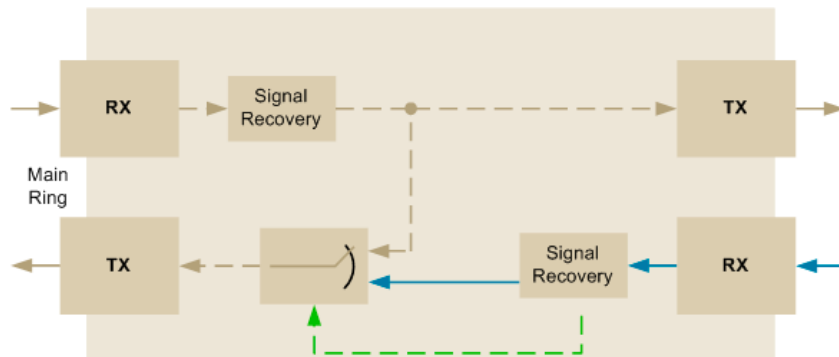 RX
Signal
Recovery
TX
Main
Ring
TX
Signal
Recovery
RX